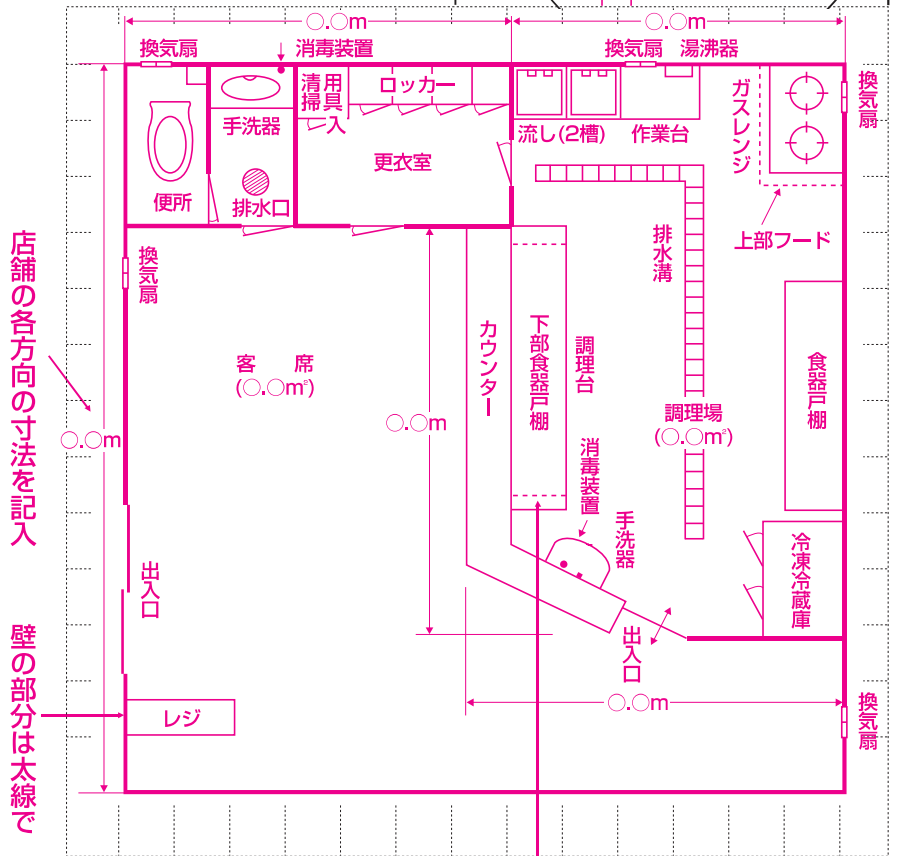 ○.○m
○.○m
換気扇
消毒装置
換気扇
湯沸器
清掃用具入
ロッカー
手洗器
流し(2槽)
作業台
ガスレンジ
換気扇
更衣室
便所
排水口
上部フード
排水溝
換気扇
店舗の各方向の寸法を記入
客　席
(○.○㎡)
カウンター
下部食器戸棚
調理台
食器戸棚
○.○m
○.○m
調理場
(○.○㎡)
消毒装置
手洗器
冷凍冷蔵庫
出入口
出入口
壁の部分は太線で
レジ
○.○m
換気扇